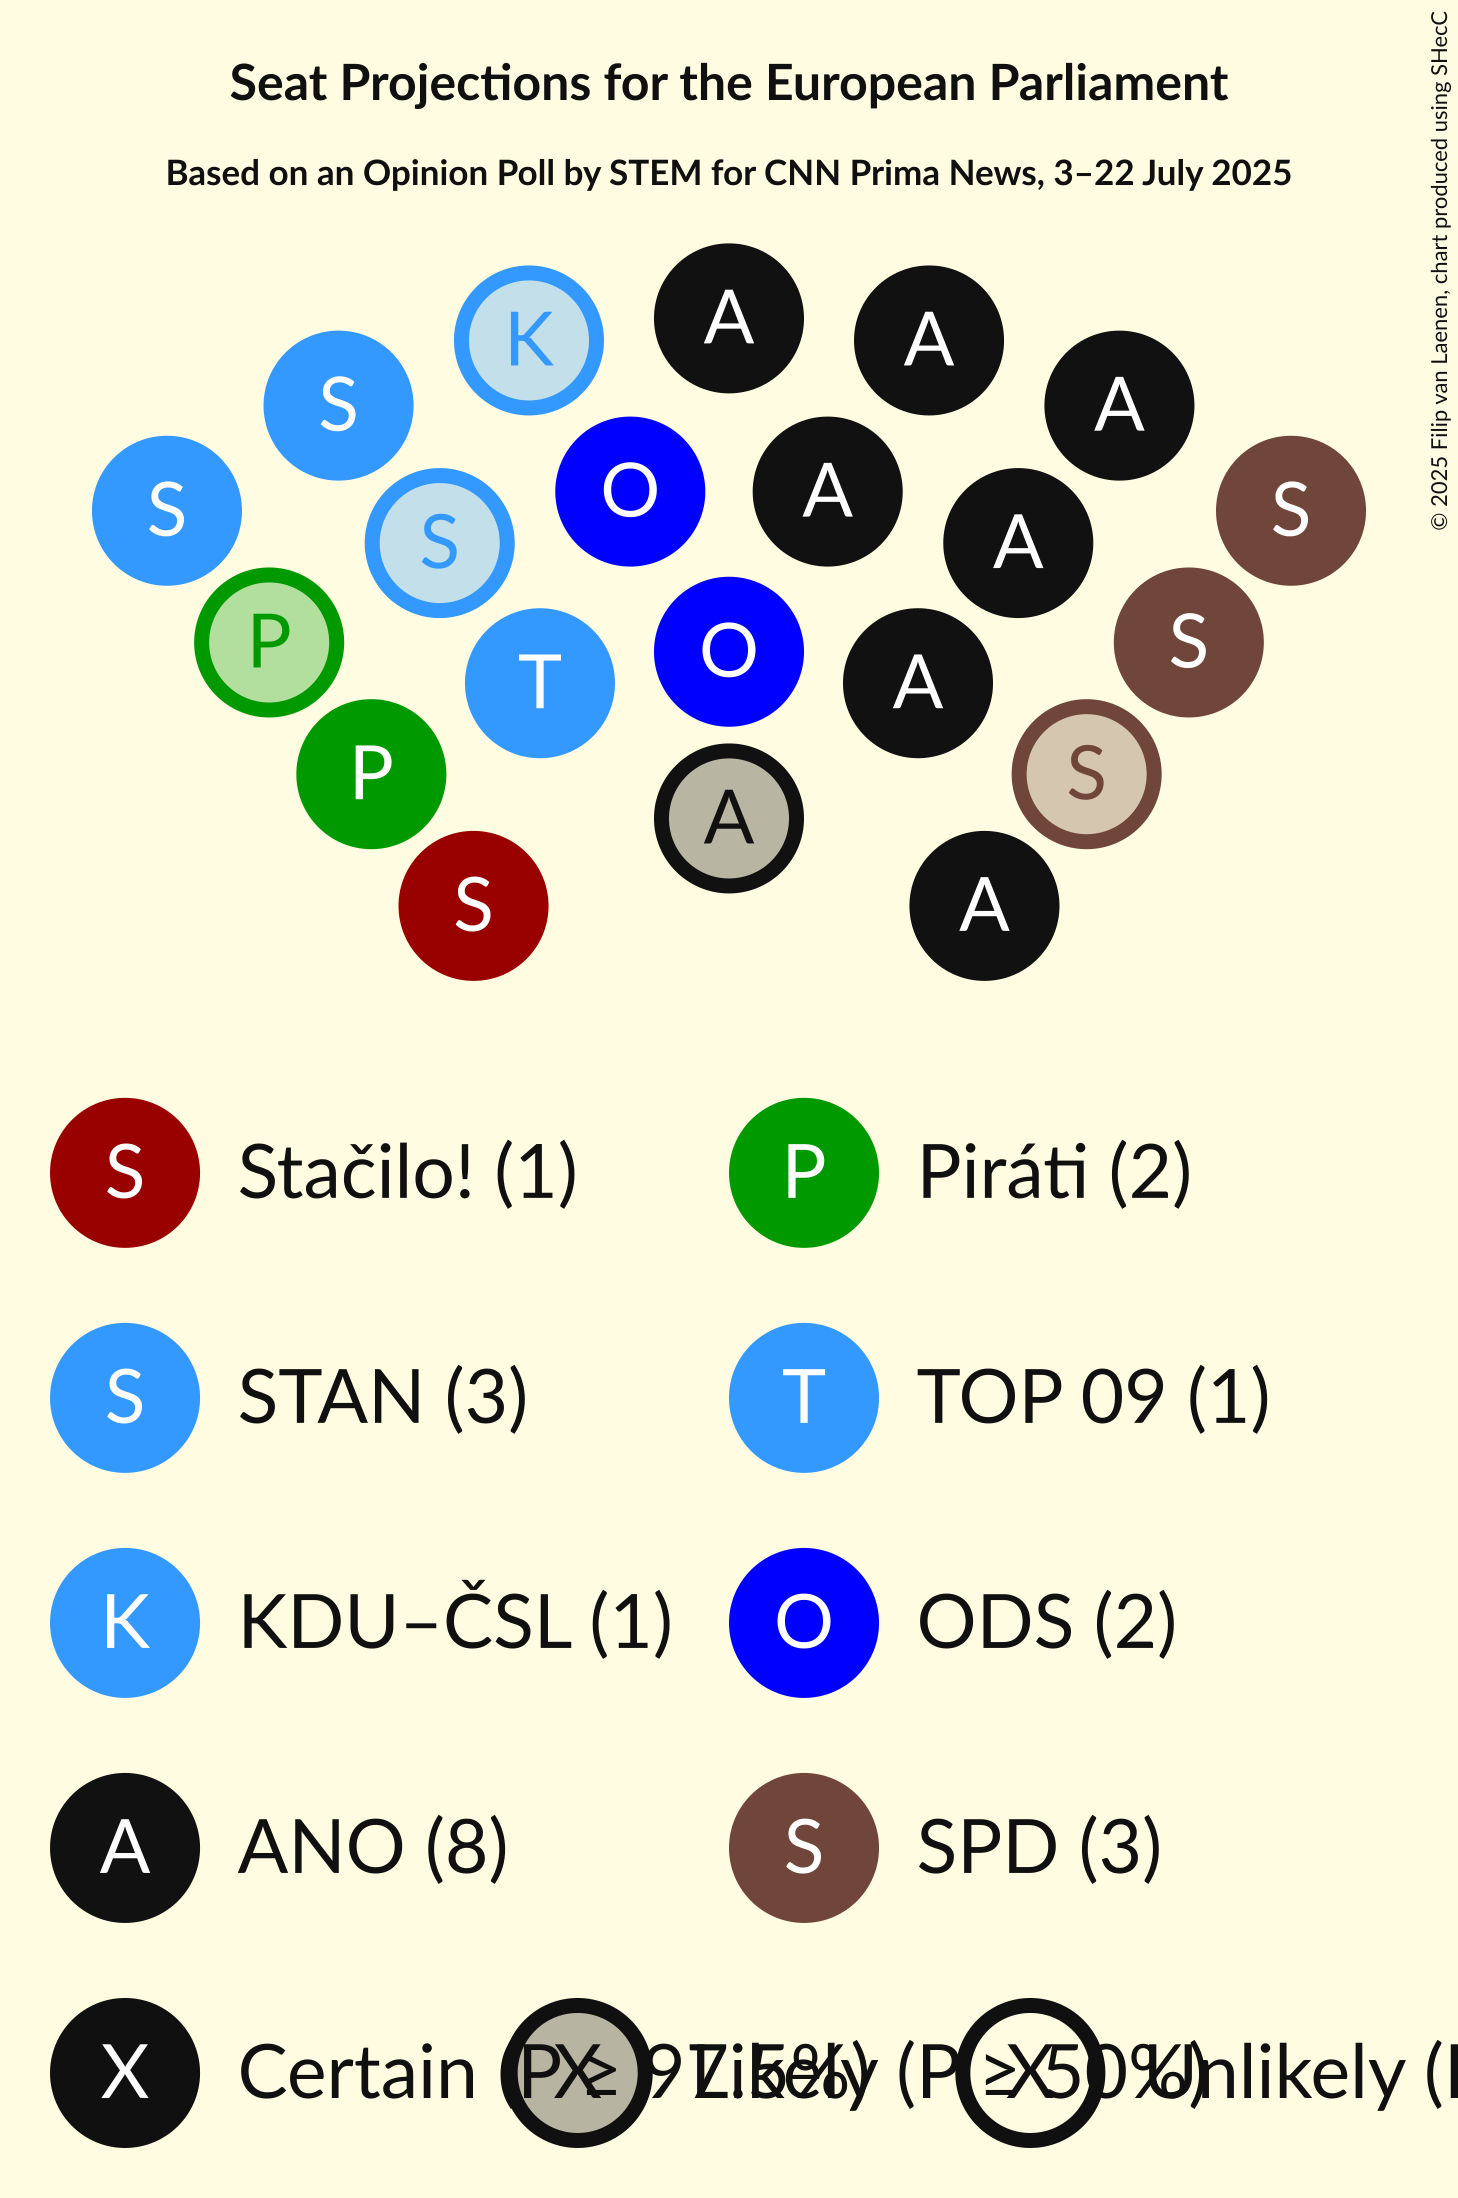 Seat Projections for the European Parliament
Based on an Opinion Poll by STEM for CNN Prima News, 3–22 July 2025
© 2025 Filip van Laenen, chart produced using SHecC
A
K A
S A
O A
S S
S A
P S
O
T A
P S
A
S A
S Stačilo! (1)
P Piráti (2)
S STAN (3)
T TOP 09 (1)
K KDU–ČSL (1)
O ODS (2)
A ANO (8)
S SPD (3)
X Certain (P ≥ 97.5%)
X Likely (P ≥ 50%)
X Unlikely (